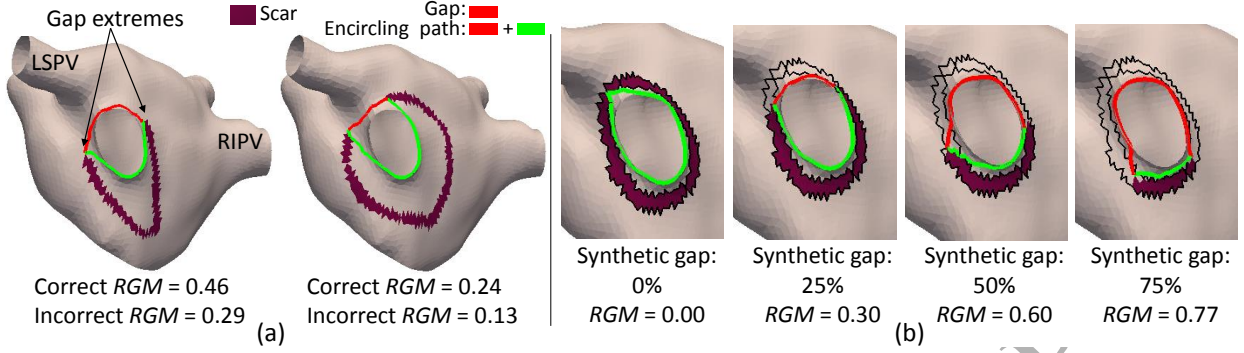 Gap extremes
Scar
Gap:
Encircling path: +
LSPV
RIPV
Correct RGM = 0.46
Incorrect RGM = 0.29
Correct RGM = 0.24
Incorrect RGM = 0.13
(a)
Synthetic gap:
0%
RGM = 0.00
Synthetic gap:
25%
RGM = 0.30
Synthetic gap:
50%
RGM = 0.60
Synthetic gap:
75%
RGM = 0.77
(b)